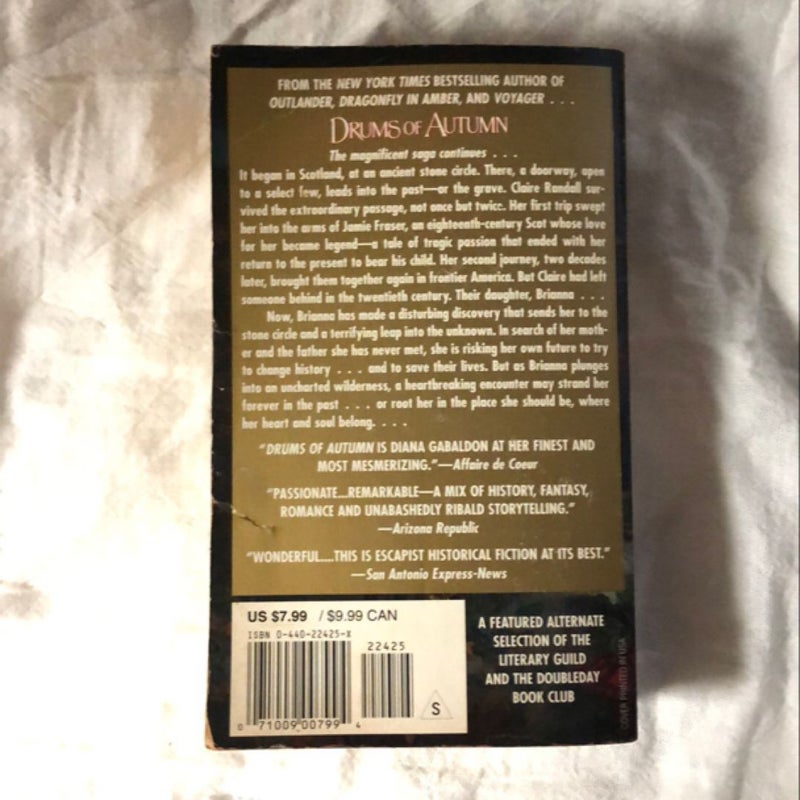 FROM THE NEW YORK TIMES BESTSELLING AUTHOR OF
OUTLANDER, DRAGONFLY IN AMBER, AND VOYAGER . . .
DRUMS OF AUTUMN
The magnificent saga continues . . .
It began in Scotland, at an ancient stone circle. There, a doorway, open
to a select few, leads into the past—or the grave. Claire Randall sur-
vived the extraordinary passage, not once but twice. Her first trip swept
her into the arms of Jamie Fraser, an eighteenth-century Scot whose love
for her became legend—a tale of tragic passion that ended with her
return to the present to bear his child. Her second journey, two decades
later, brought them together again in frontier America. But Claire had left
someone behind in the twentieth century. Their daughter, Brianna . . .
Now, Brianna has made a disturbing discovery that sends her to the
stone circle and a terrifying leap into the unknown. In search of her moth-
er and the father she has never met, she is risking her own future to try
to change history . . . and to save their lives. But as Brianna plunges
into an uncharted wilderness, a heartbreaking encounter may strand her
forever in the past . . . or root her in the place she should be, where
her heart and soul belong. . . .
"DRUMS OF AUTUMN IS DIANA GABALDON AT HER FINEST AND
MOST MESMERIZING."—Affaire de Coeur
"PASSIONATE...REMARKABLE—A MIX OF HISTORY, FANTASY,
ROMANCE AND UNABASHEDLY RIBALD STORYTELLING."
—Arizona Republic
"WONDERFUL....THIS IS ESCAPIST HISTORICAL FICTION AT ITS BEST."
—San Antonio Express-News
US $7.99 / $9.99 CAN
ISBN 0-440-22425-X
22425
0 71009 00799 4
S
A FEATURED ALTERNATE
SELECTION OF THE
LITERARY GUILD
AND THE DOUBLEDAY
BOOK CLUB
COVER PRINTED IN USA